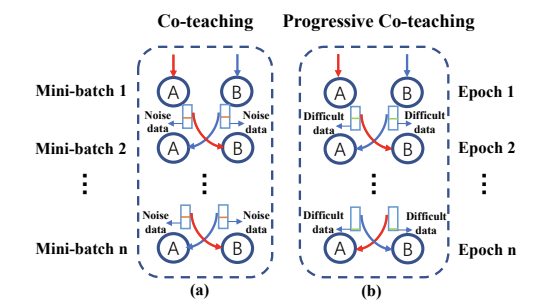 Co-teaching Progressive Co-teaching
Mini-batch 1 A B A B Epoch 1
Noise data Noise data Difficult data Difficult data
Mini-batch 2 A B A B Epoch 2
⋮ ⋮ ⋮ ⋮
Noise data Noise data Difficult data Difficult data
Mini-batch n A B A B Epoch n
(a) (b)